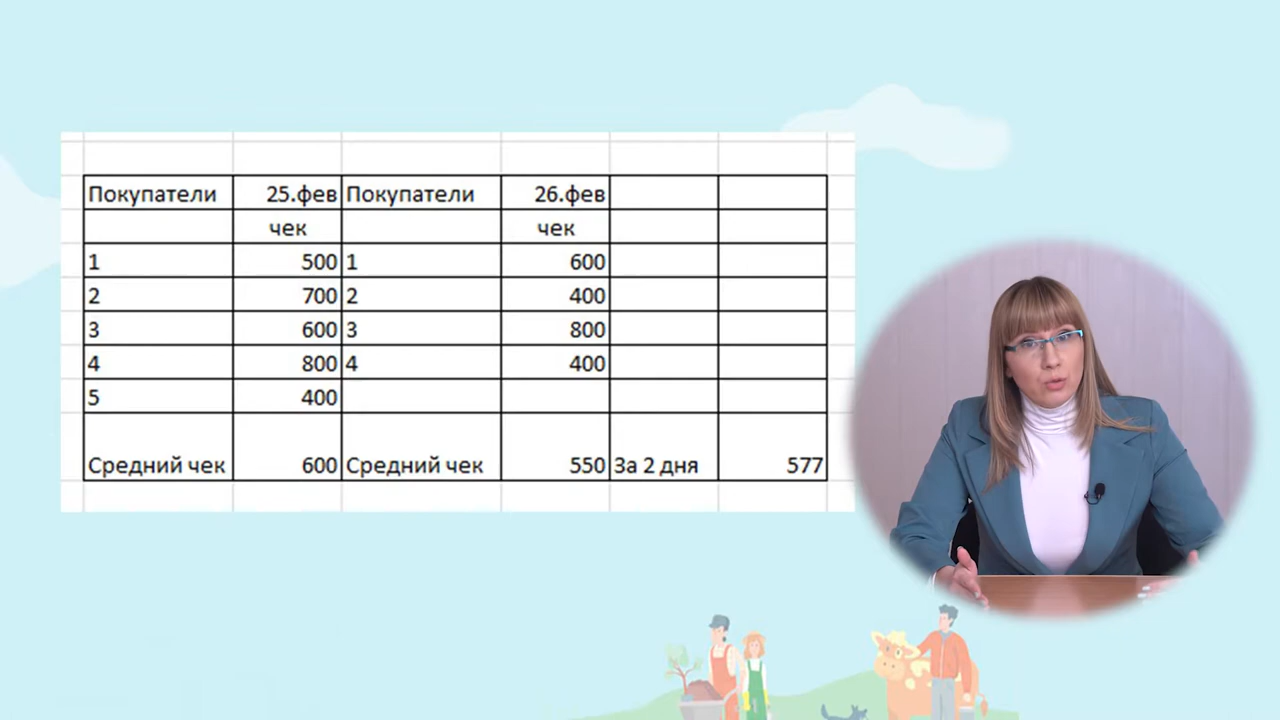 Покупатели 25.фев Покупатели 26.фев
чек чек
1 500 1 600
2 700 2 400
3 600 3 800
4 800 4 400
5 400
Средний чек 600 Средний чек 550 За 2 дня 577